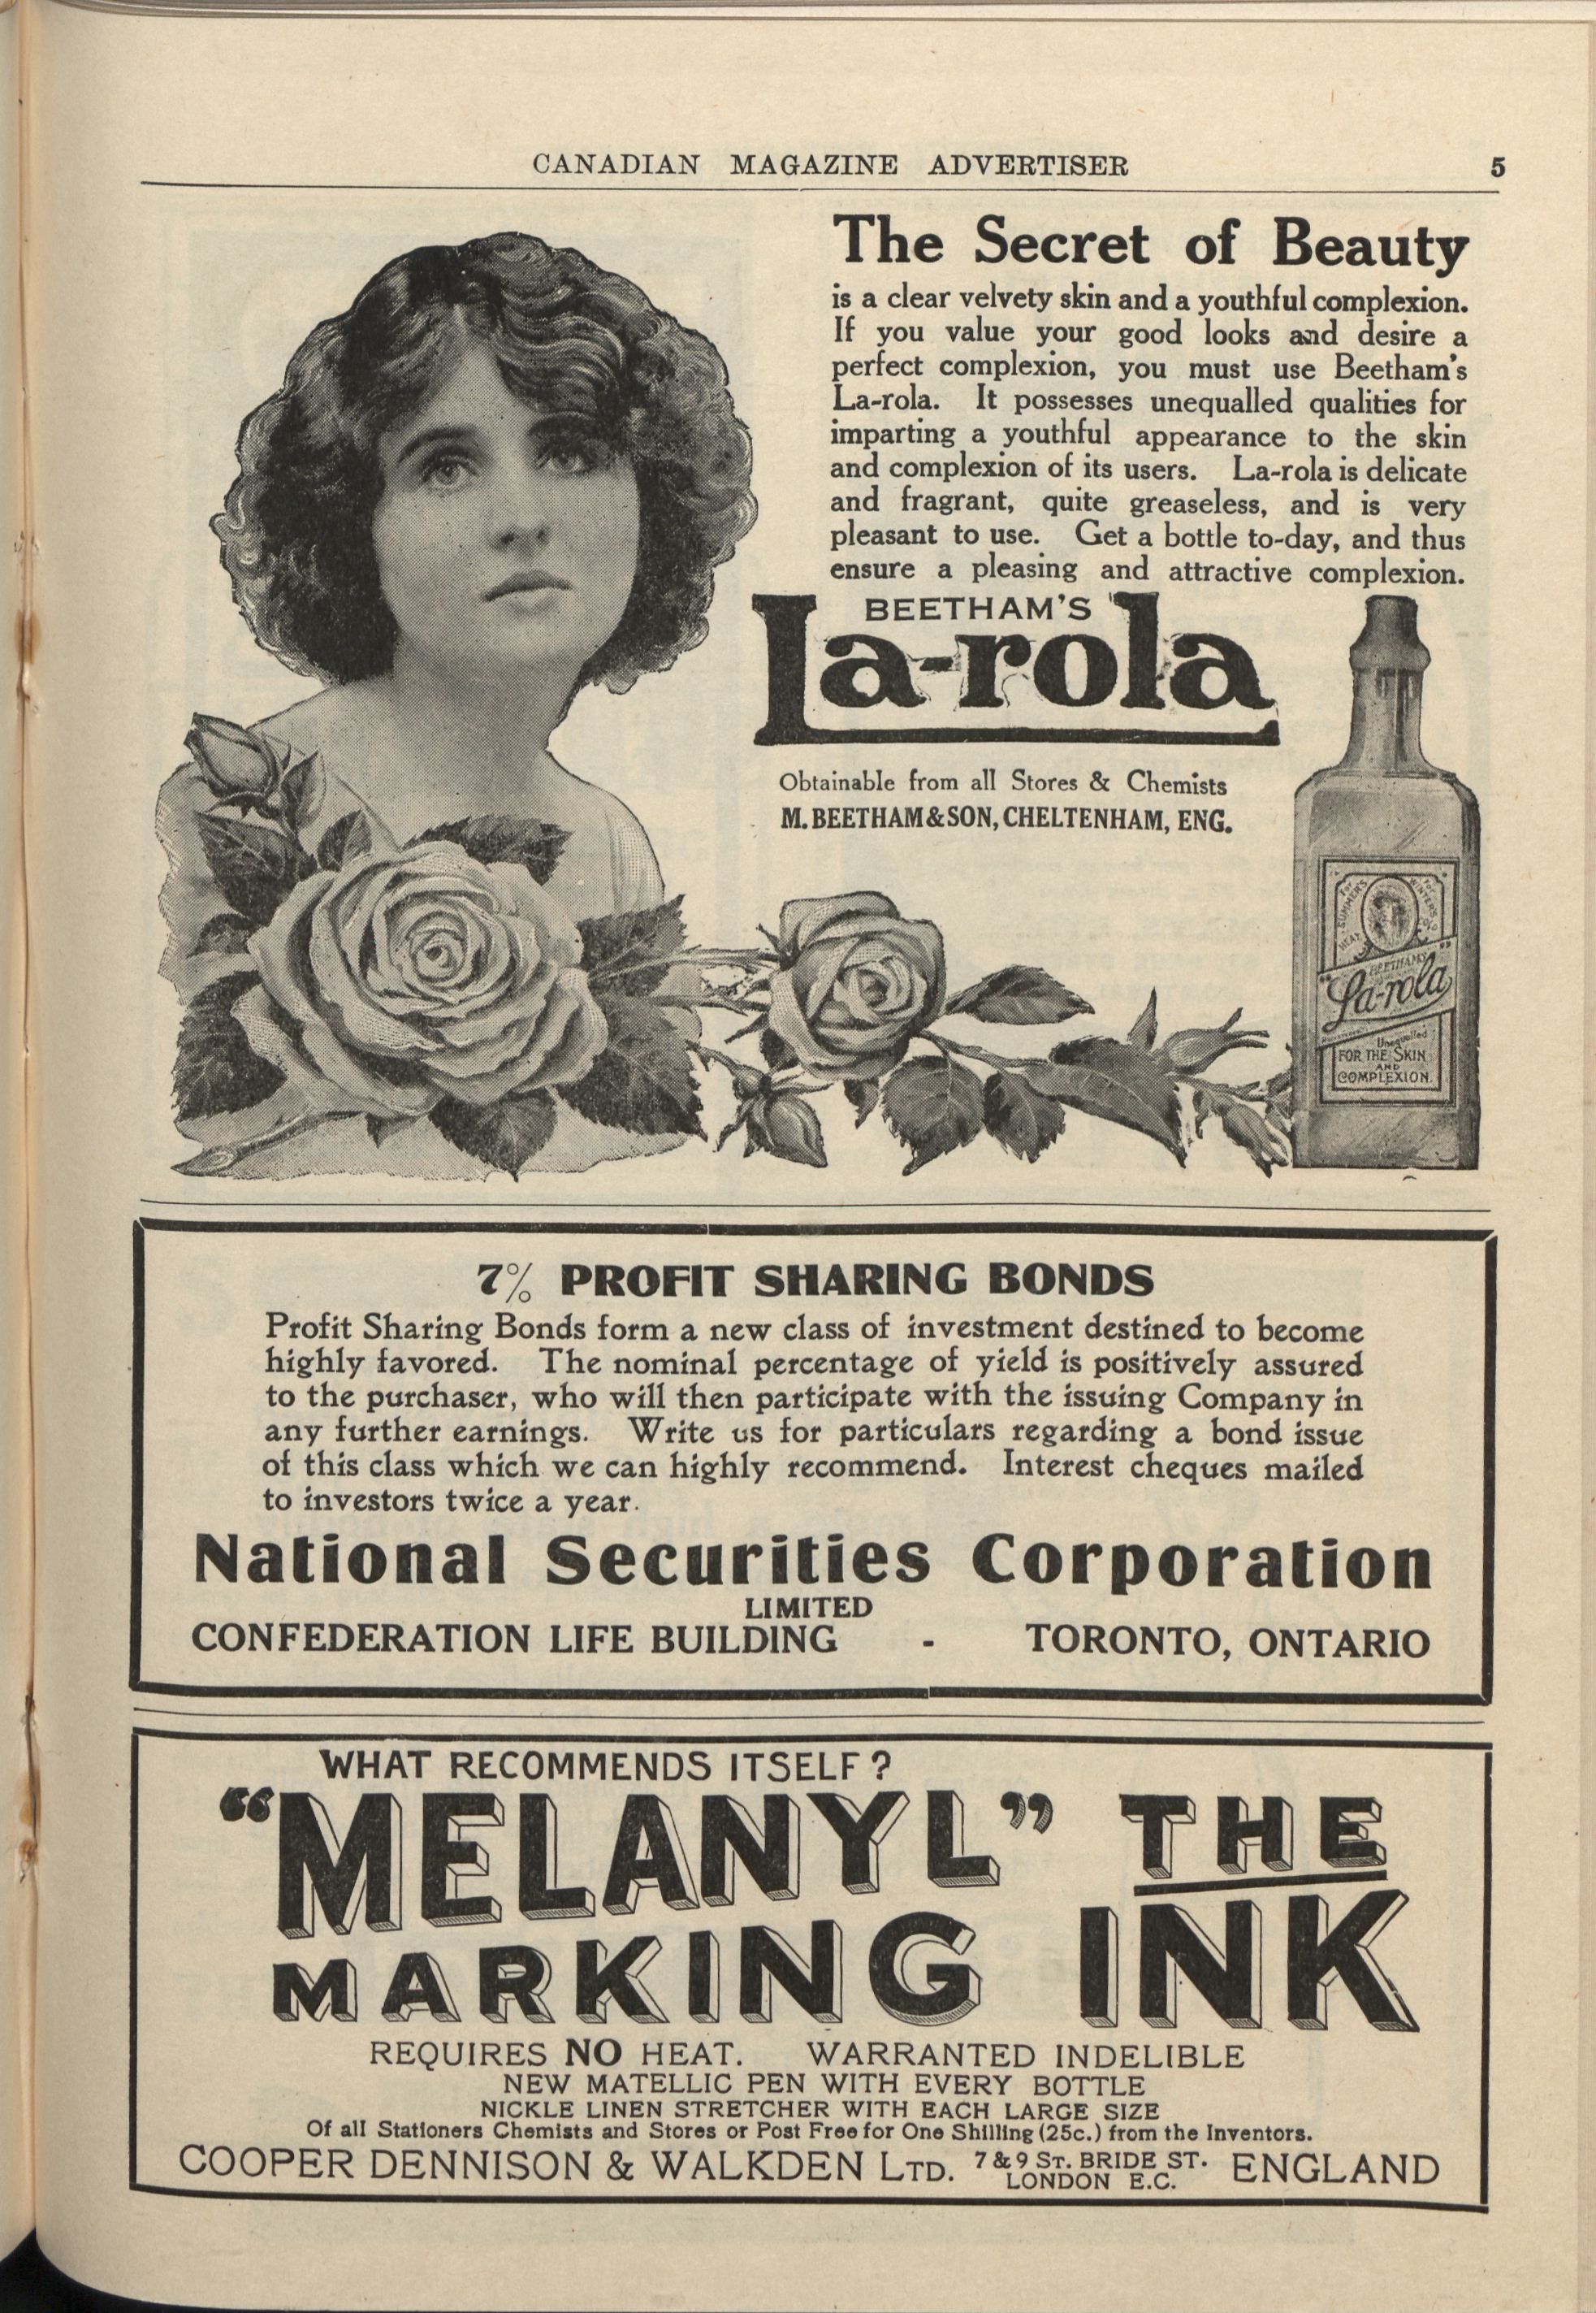 CANADIAN MAGAZINE ADVERTISER 5
The Secret of Beauty
is a clear velvety skin and a youthful complexion.
If you value your good looks and desire a
perfect complexion, you must use Beetham's
La-rola. It possesses unequalled qualities for
imparting a youthful appearance to the skin
and complexion of its users. La-rola is delicate
and fragrant, quite greaseless, and is very
pleasant to use. Get a bottle to-day, and thus
ensure a pleasing and attractive complexion.
BEETHAM'S
La-rola
Obtainable from all Stores & Chemists
M. BEETHAM & SON, CHELTENHAM, ENG.
For SUMMER'S HEAT
For WINTER'S COLD
BEETHAM'S
La-rola
Unequalled
FOR THE SKIN
AND
COMPLEXION.
7% PROFIT SHARING BONDS
Profit Sharing Bonds form a new class of investment destined to become
highly favored. The nominal percentage of yield is positively assured
to the purchaser, who will then participate with the issuing Company in
any further earnings. Write us for particulars regarding a bond issue
of this class which we can highly recommend. Interest cheques mailed
to investors twice a year.
National Securities Corporation
LIMITED
CONFEDERATION LIFE BUILDING - TORONTO, ONTARIO
WHAT RECOMMENDS ITSELF?
"MELANYL" THE
MARKING INK
REQUIRES NO HEAT. WARRANTED INDELIBLE
NEW MATELLIC PEN WITH EVERY BOTTLE
NICKLE LINEN STRETCHER WITH EACH LARGE SIZE
Of all Stationers Chemists and Stores or Post Free for One Shilling (25c.) from the Inventors.
COOPER DENNISON & WALKDEN LTD. 7 & 9 ST. BRIDE ST. LONDON E.C. ENGLAND